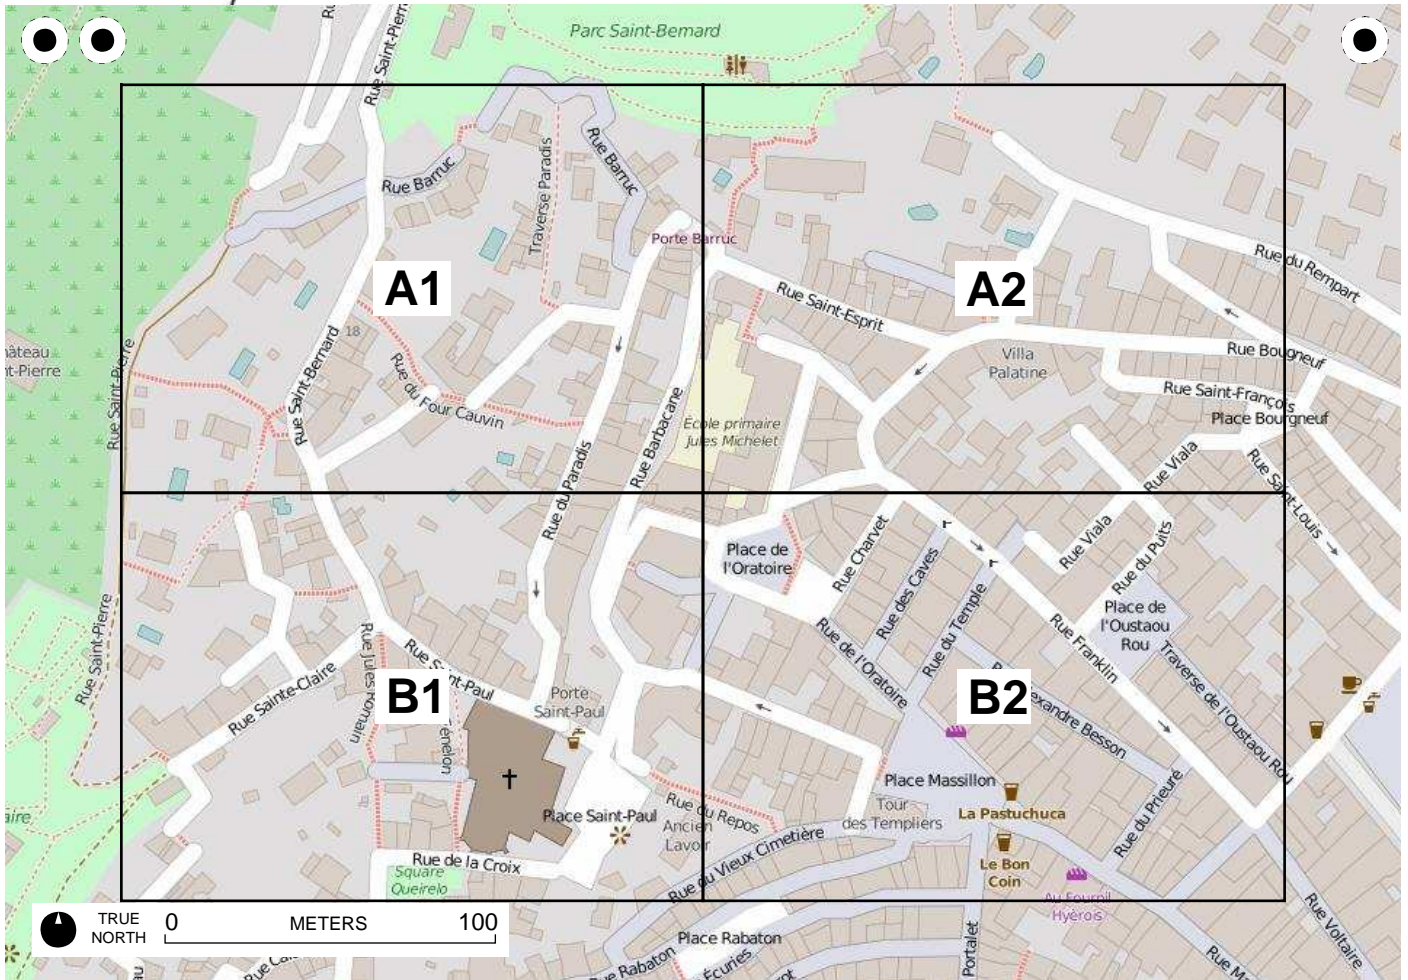 Parc Saint-Bernard
Rue Saint-Pierre
Rue Barruc
Rue Barruc
Traverse Paradis
Porte Barruc
A1
A2
Rue du Rempart
Rue Saint-Esprit
Rue Saint-Bernard
18
Villa
Palatine
Rue Bougneuf
Rue Saint-Pierre
Rue du Four Cauvin
Rue Saint-François
Place Bourgneuf
École primaire
Jules Michelet
Rue Barbacane
Rue du Paradis
Rue Viala
Rue Saint-Louis
Place de
l'Oratoire
Rue Charvet
Rue des Caves
Rue du Temple
Rue Viala
Rue du Puits
Place de
l'Oustaou
Rou
Rue Saint-Pierre
Rue Jules Romain
Rue Saint-Paul
Rue de l'Oratoire
Rue Franklin
Traverse de l'Oustaou Rou
Rue Sainte-Claire
B1
B2
Porte
Saint-Paul
exandre Besson
Place Massillon
La Pastuchuca
Place Saint-Paul
Rue du Repos
Ancien
Lavoir
Tour
des Templiers
Rue du Prieuré
Rue de la Croix
Rue du Vieux Cimetière
Le Bon
Coin
Square
Queirelo
Au Fournil
Hyérois
Rue Voltaire
TRUE
NORTH
0 METERS 100
Place Rabaton
Rue Rabaton
Écuries
Portalet